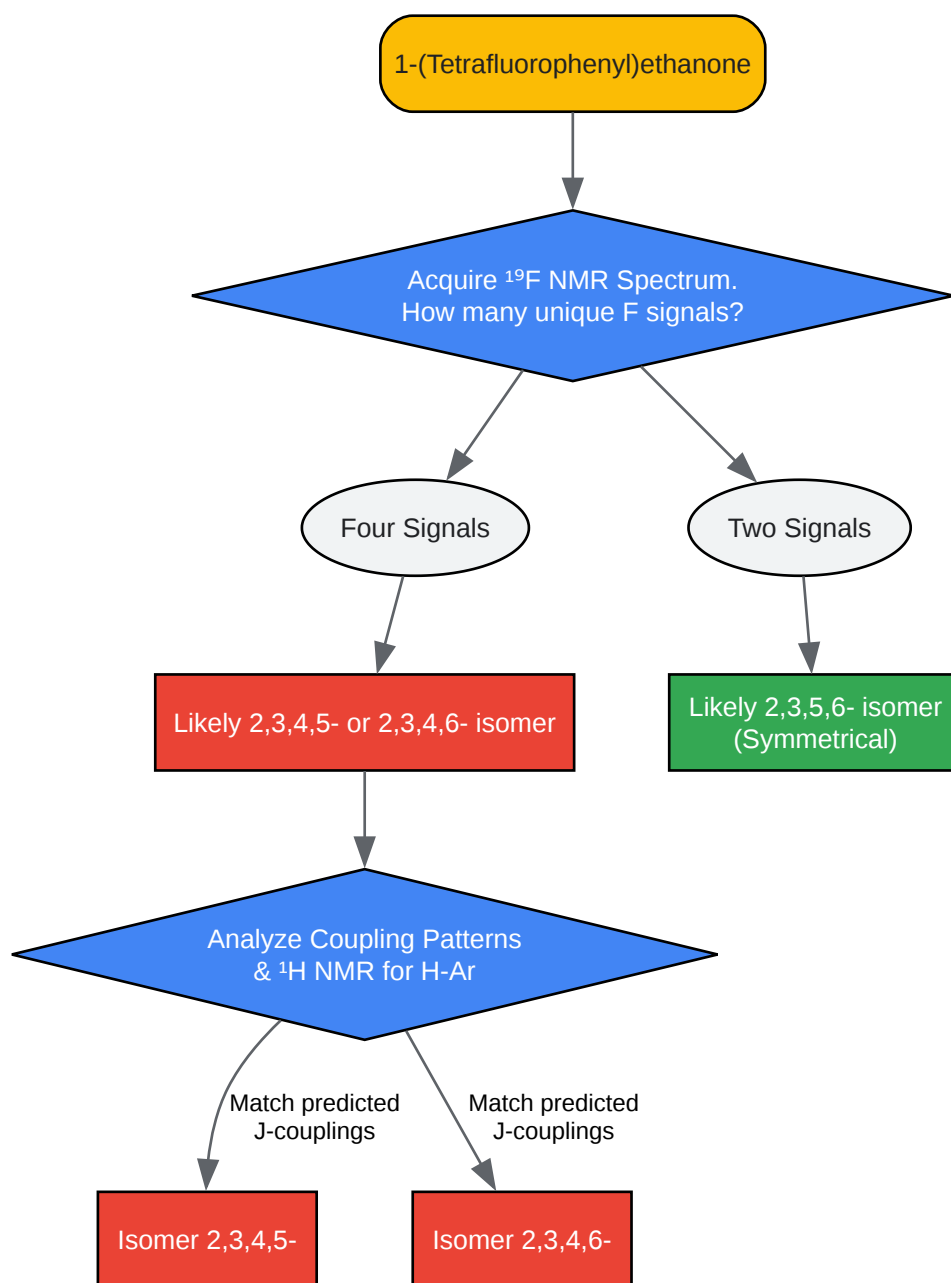 1-(Tetrafluorophenyl)ethanone
Acquire ¹⁹F NMR Spectrum.
How many unique F signals?
Four Signals
Two Signals
Likely 2,3,4,5- or 2,3,4,6- isomer
Likely 2,3,5,6- isomer
(Symmetrical)
Analyze Coupling Patterns
& ¹H NMR for H-Ar
Match predicted
J-couplings
Match predicted
J-couplings
Isomer 2,3,4,5-
Isomer 2,3,4,6-